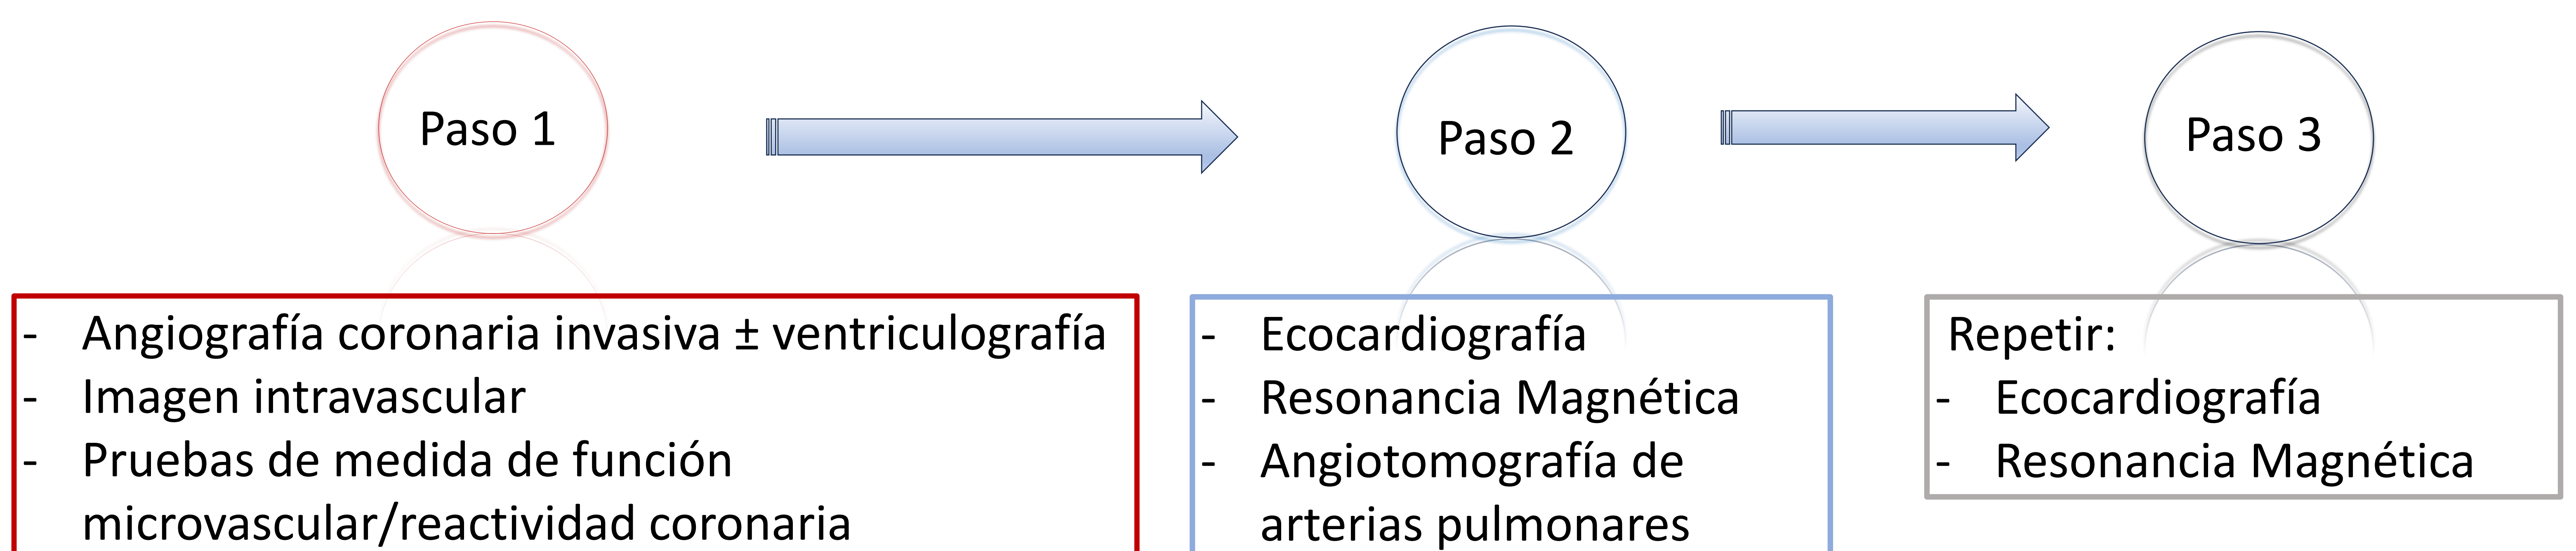 Paso 1
Paso 2
Paso 3
- Angiografía coronaria invasiva ± ventriculografía
- Imagen intravascular
- Pruebas de medida de función
microvascular/reactividad coronaria
- Ecocardiografía
- Resonancia Magnética
- Angiotomografía de
arterias pulmonares
Repetir:
- Ecocardiografía
- Resonancia Magnética